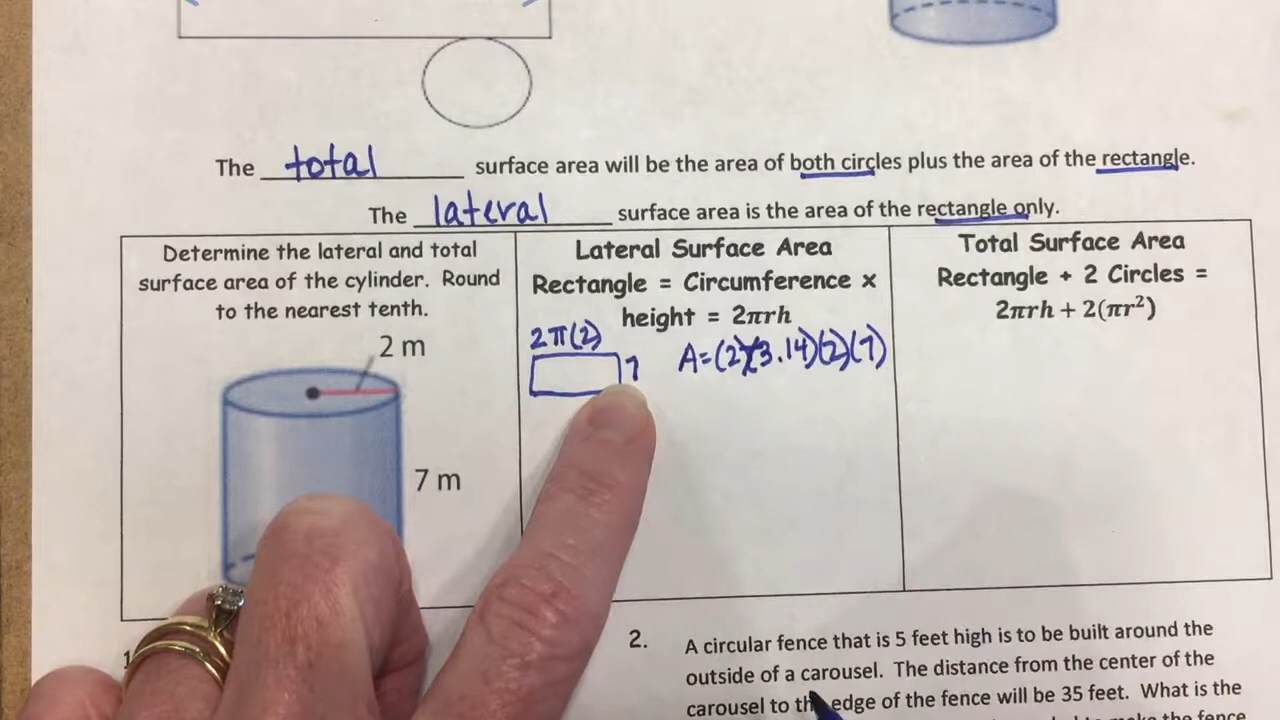 The total surface area will be the area of both circles plus the area of the rectangle.
The lateral surface area is the area of the rectangle only.
Determine the lateral and total
surface area of the cylinder. Round
to the nearest tenth.
2 m
7 m
Lateral Surface Area
Rectangle = Circumference x
height = 2πrh
2π(2)
7
A=(2)(3.14)(2)(7)
Total Surface Area
Rectangle + 2 Circles =
2πrh + 2(πr²)
2. A circular fence that is 5 feet high is to be built around the
outside of a carousel. The distance from the center of the
carousel to the edge of the fence will be 35 feet. What is the
to make the fence